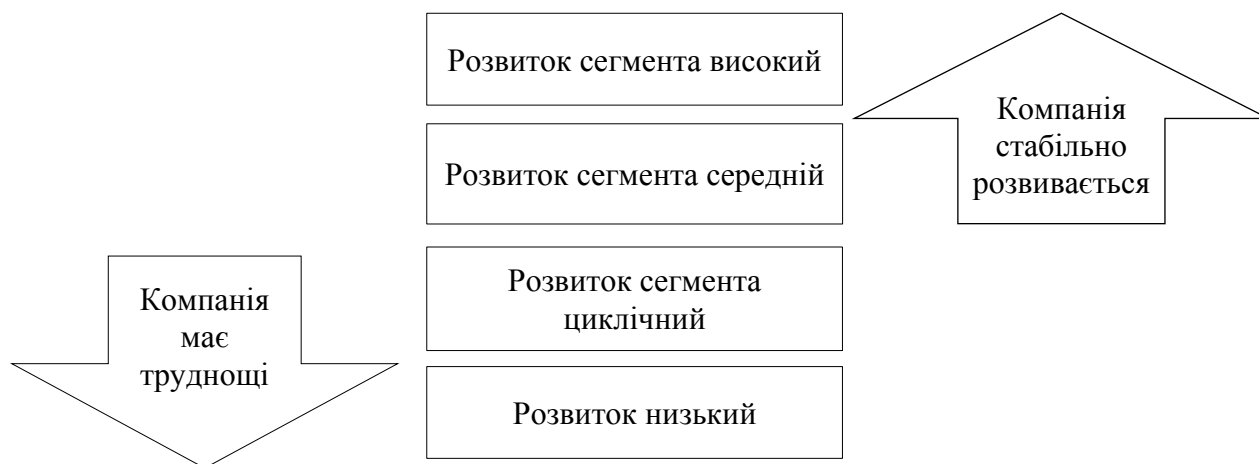 Розвиток сегмента високий
Компанія
стабільно
розвивається
Розвиток сегмента середній
Розвиток сегмента
циклічний
Компанія
має
труднощі
Розвиток низький